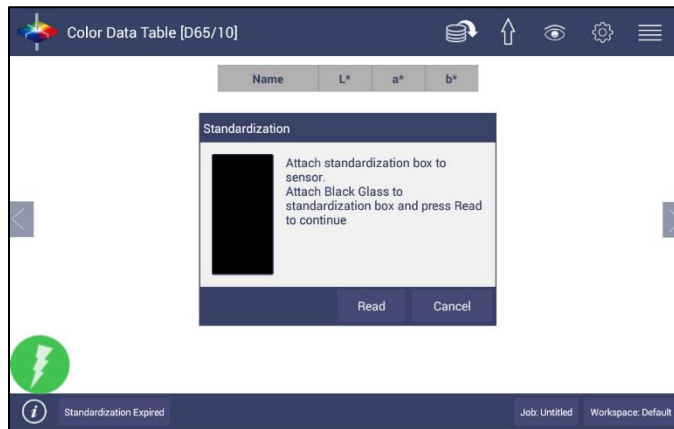 Color Data Table [D65/10]
Name L* a* b*
Standardization
Attach standardization box to
sensor.
Attach Black Glass to
standardization box and press Read
to continue
Read Cancel
i Standardization Expired Job: Untitled Workspace: Default